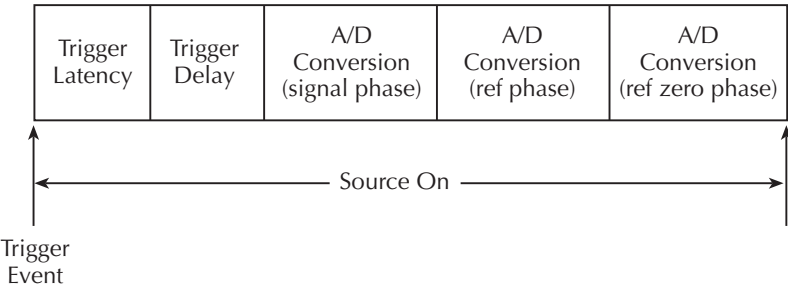 Trigger
Latency
Trigger
Delay
A/D
Conversion
(signal phase)
A/D
Conversion
(ref phase)
A/D
Conversion
(ref zero phase)
Source On
Trigger
Event